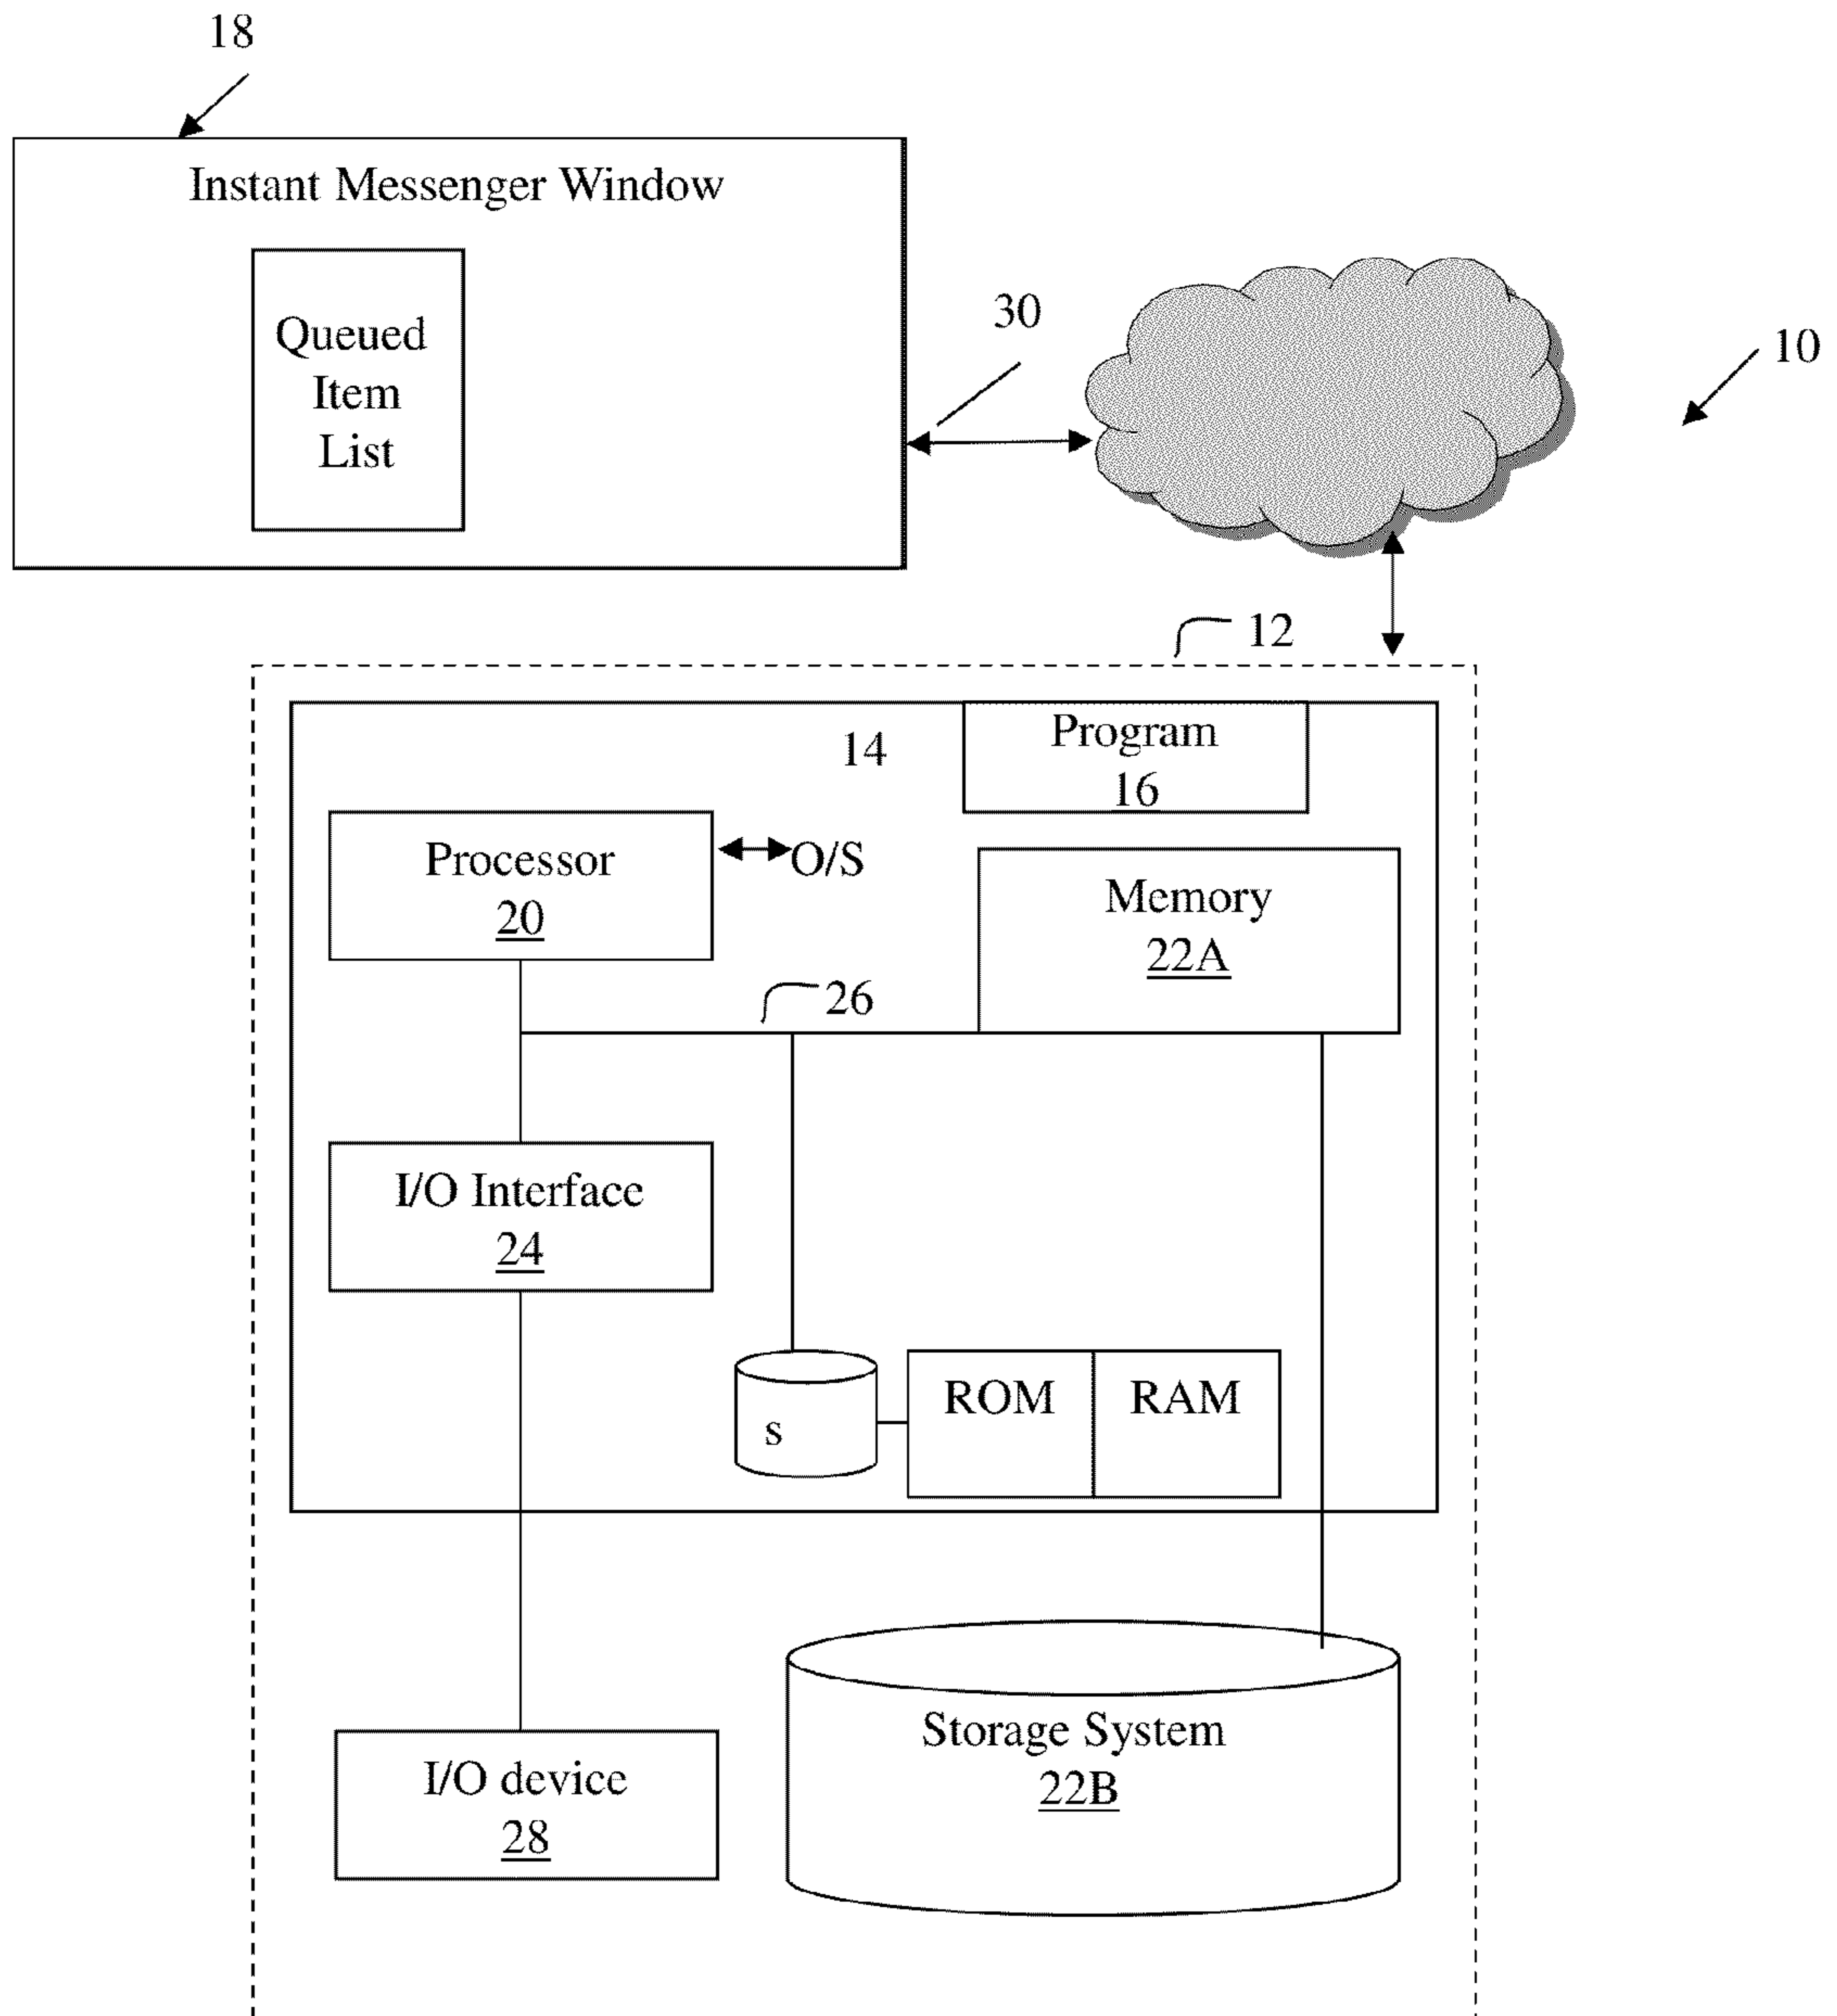 18
Instant Messenger Window
Queued
Item
List
30
10
12
14
Program
16
Processor
20
O/S
Memory
22A
26
I/O Interface
24
s
ROM
RAM
Storage System
22B
I/O device
28